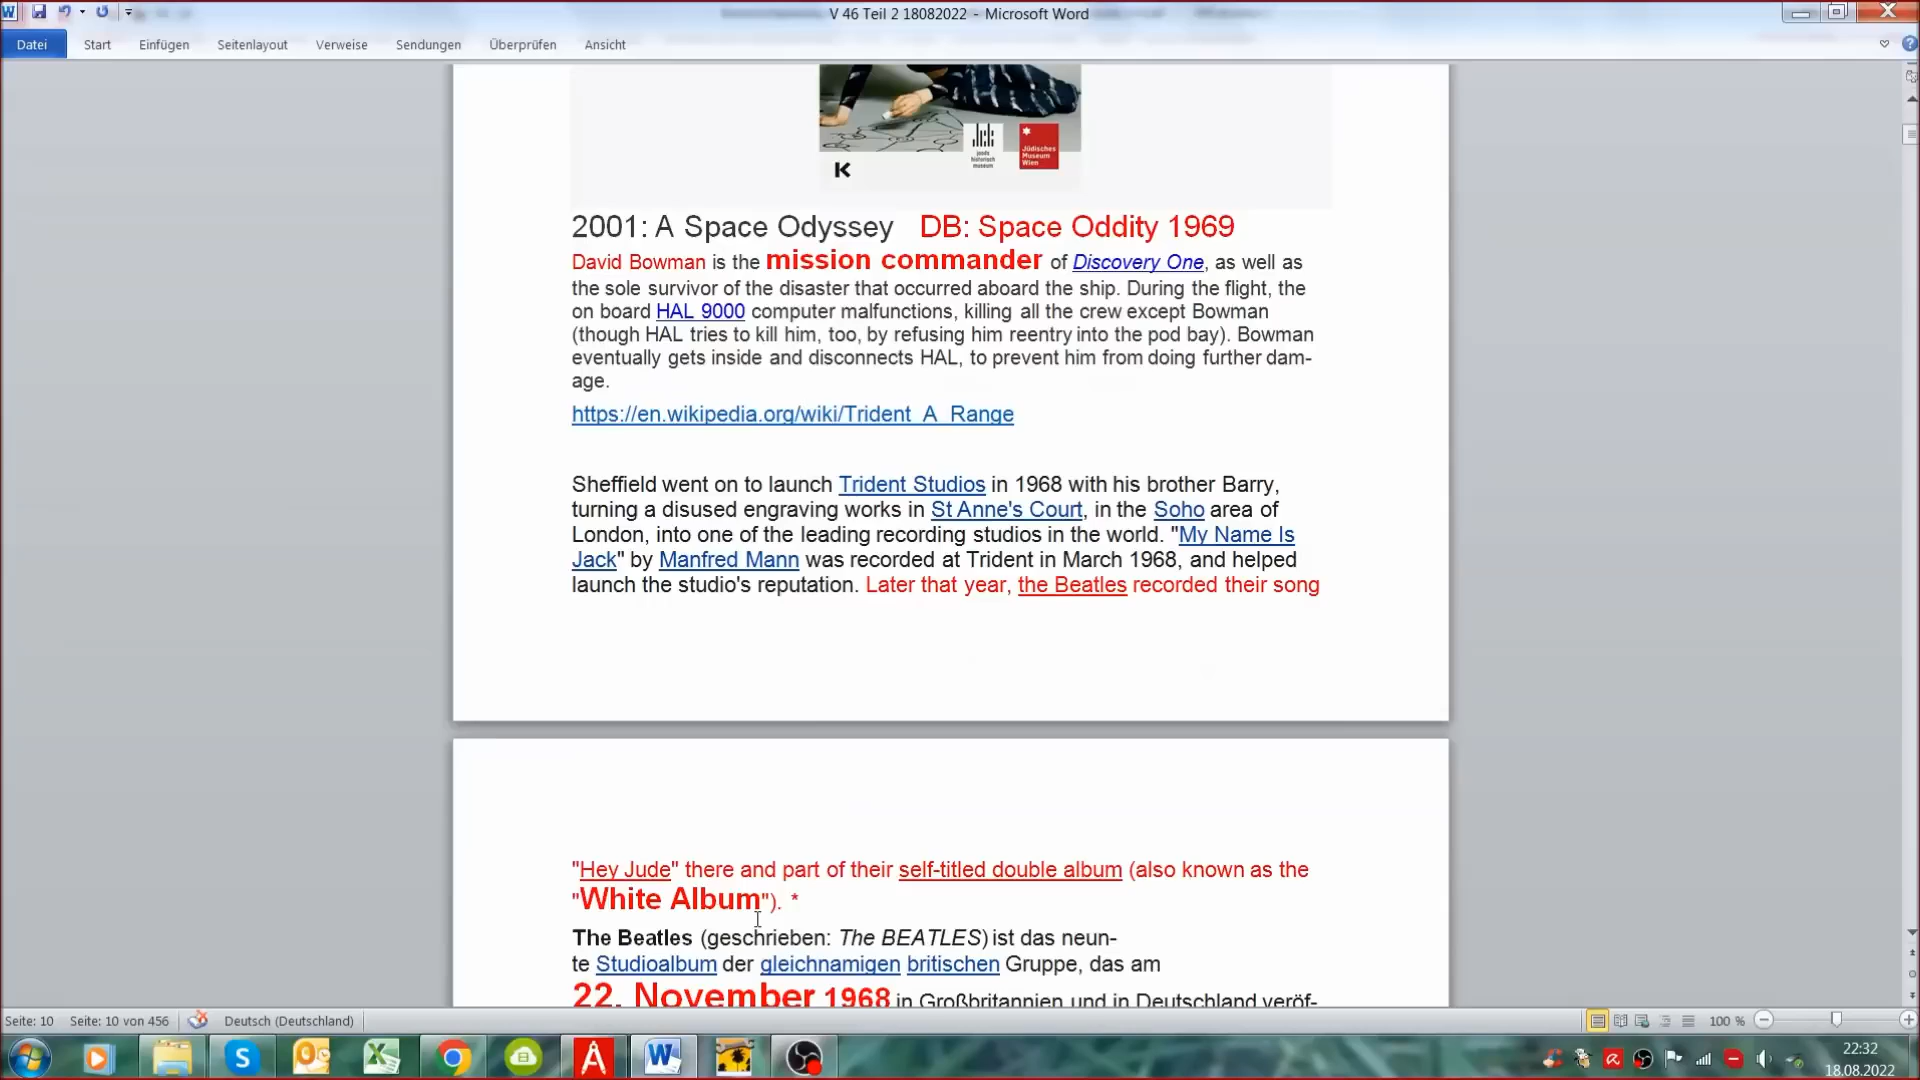 V 46 Teil 2 18082022 - Microsoft Word
Datei Start Einfügen Seitenlayout Verweise Sendungen Überprüfen Ansicht
joods
historisch
museum
Jüdisches
Museum
Wien
K
2001: A Space Odyssey DB: Space Oddity 1969
David Bowman is the mission commander of Discovery One, as well as
the sole survivor of the disaster that occurred aboard the ship. During the flight, the
on board HAL 9000 computer malfunctions, killing all the crew except Bowman
(though HAL tries to kill him, too, by refusing him reentry into the pod bay). Bowman
eventually gets inside and disconnects HAL, to prevent him from doing further dam-
age.
https://en.wikipedia.org/wiki/Trident_A_Range
Sheffield went on to launch Trident Studios in 1968 with his brother Barry,
turning a disused engraving works in St Anne's Court, in the Soho area of
London, into one of the leading recording studios in the world. "My Name Is
Jack" by Manfred Mann was recorded at Trident in March 1968, and helped
launch the studio's reputation. Later that year, the Beatles recorded their song
"Hey Jude" there and part of their self-titled double album (also known as the
"White Album"). *
The Beatles (geschrieben: The BEATLES) ist das neun-
te Studioalbum der gleichnamigen britischen Gruppe, das am
22. November 1968 in Großbritannien und in Deutschland veröf-
Seite: 10 Seite: 10 von 456 Deutsch (Deutschland) 100 %
22:32
18.08.2022